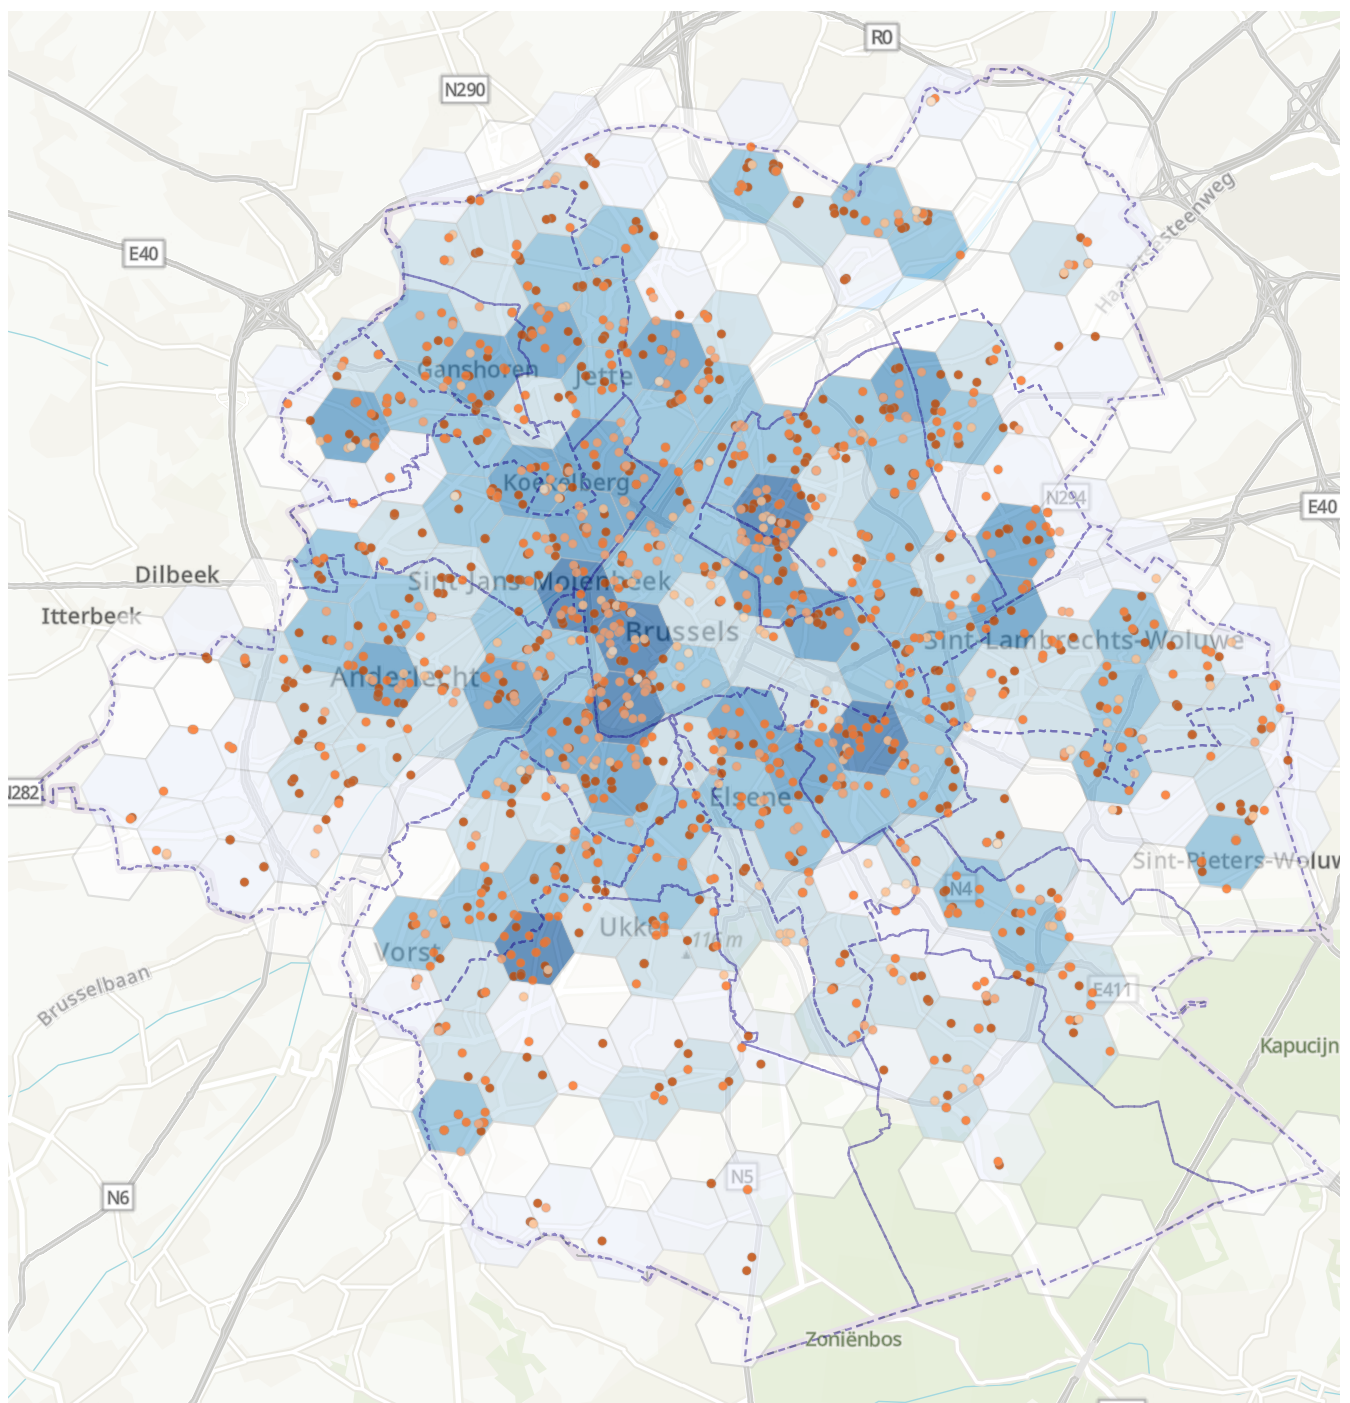 R0
N290
Haachtsesteenweg
E40
Ganshoren
Jette
Koekelberg
N294
E40
Dilbeek
Sint-Jans-Molenbeek
Itterbeek
Brussels
Sint-Lambrechts-Woluwe
Anderlecht
N282
Elsene
Sint-Pieters-Woluw
N4
Ukkel
116 m
Vorst
Brusselbaan
E411
Kapucijn
N5
N6
Zoniënbos